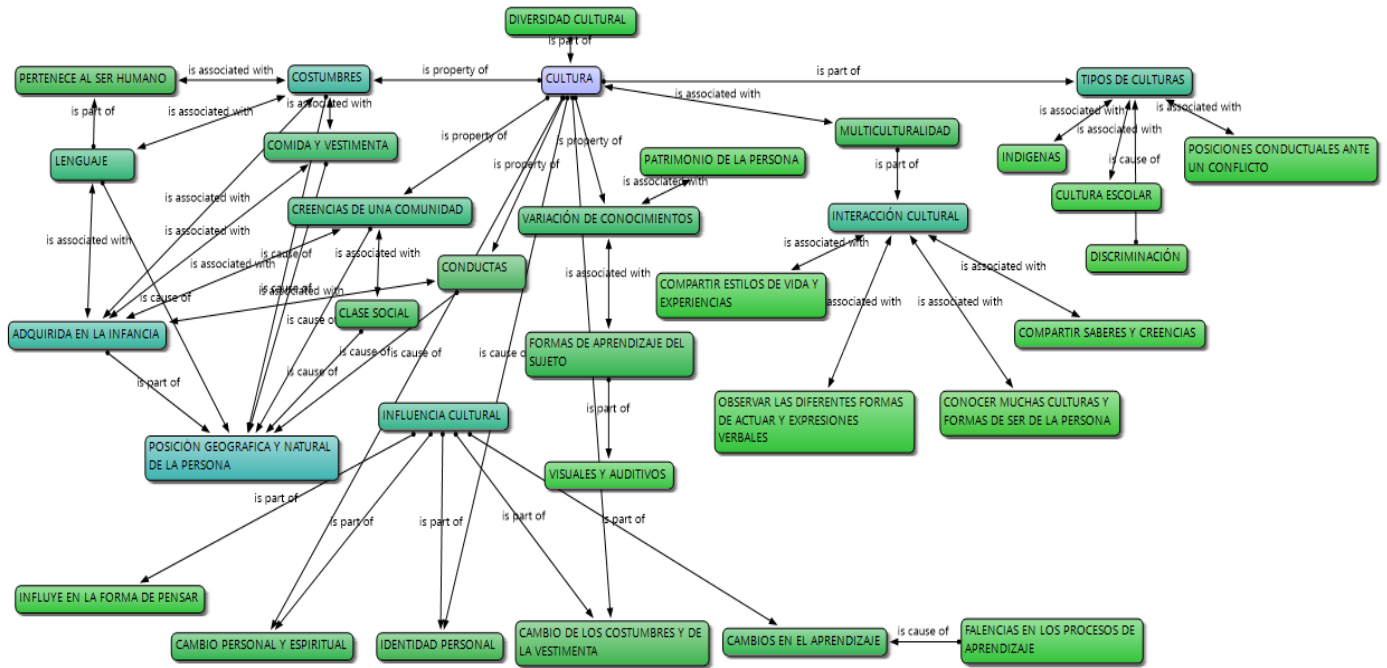 DIVERSIDAD CULTURAL
is part of
PERTENECE AL SER HUMANO
is associated with
COSTUMBRES
is property of
CULTURA
is part of
TIPOS DE CULTURAS
is associated with
is associated with
is associated with
is part of
is associated with
is associated with
is associated with
LENGUAJE
COMIDA Y VESTIMENTA
is property of
is property of
is property of
MULTICULTURALIDAD
is associated with
is cause of
INDIGENAS
POSICIONES CONDUCTUALES ANTE
UN CONFLICTO
PATRIMONIO DE LA PERSONA
is part of
is associated with
CULTURA ESCOLAR
is associated with
CREENCIAS DE UNA COMUNIDAD
VARIACIÓN DE CONOCIMIENTOS
INTERACCIÓN CULTURAL
is associated with
is cause of
is associated with
is associated with
is associated with
DISCRIMINACIÓN
is associated with
is associated with
CONDUCTAS
is associated with
COMPARTIR ESTILOS DE VIDA Y
EXPERIENCIAS
is cause of
is cause of
is associated with
associated with
is associated with
CLASE SOCIAL
is cause of
ADQUIRIDA EN LA INFANCIA
COMPARTIR SABERES Y CREENCIAS
FORMAS DE APRENDIZAJE DEL
SUJETO
is cause of
is cause of
is cause of
is cause of
is part of
INFLUENCIA CULTURAL
is part of
OBSERVAR LAS DIFERENTES FORMAS
DE ACTUAR Y EXPRESIONES
VERBALES
CONOCER MUCHAS CULTURAS Y
FORMAS DE SER DE LA PERSONA
POSICIÓN GEOGRAFICA Y NATURAL
DE LA PERSONA
VISUALES Y AUDITIVOS
is part of
is part of
is part of
is part of
is part of
INFLUYE EN LA FORMA DE PENSAR
CAMBIO PERSONAL Y ESPIRITUAL
IDENTIDAD PERSONAL
CAMBIO DE LOS COSTUMBRES Y DE
LA VESTIMENTA
CAMBIOS EN EL APRENDIZAJE
is cause of
FALENCIAS EN LOS PROCESOS DE
APRENDIZAJE